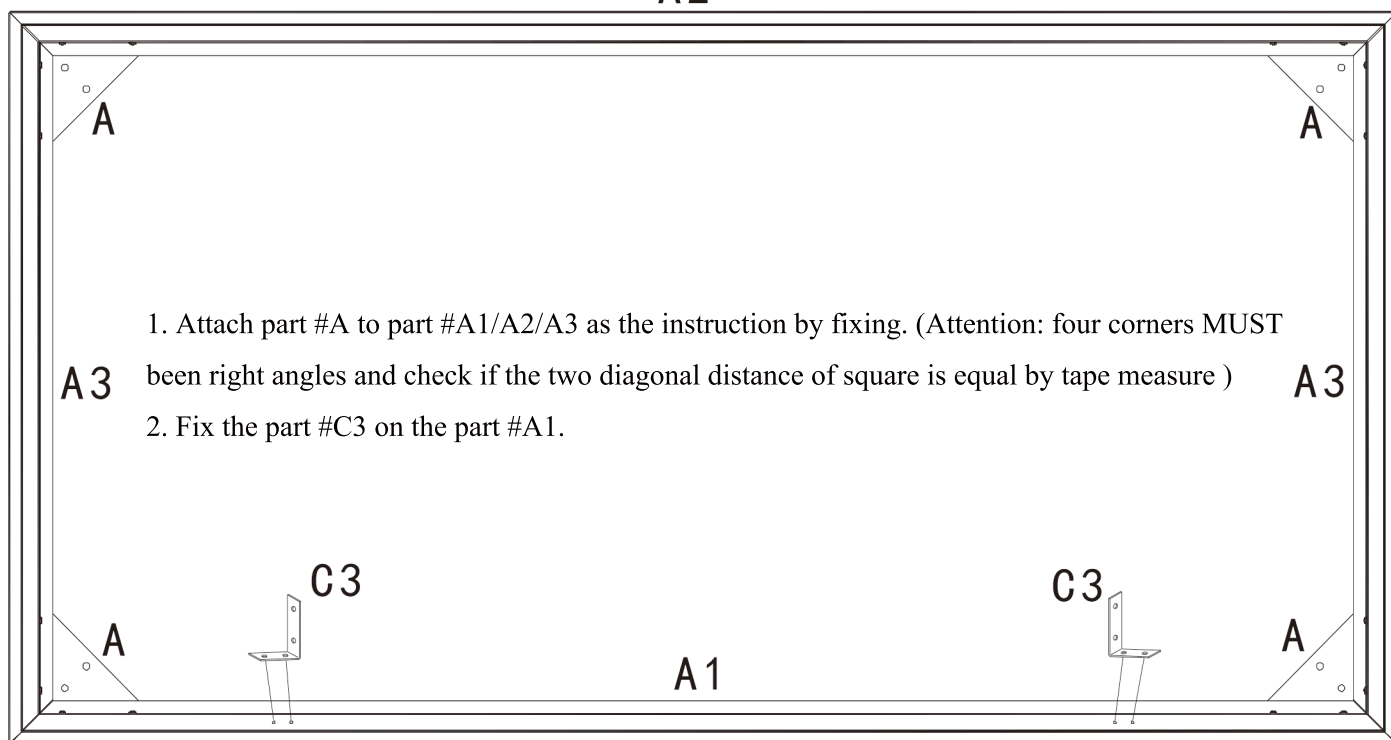 A A
1. Attach part #A to part #A1/A2/A3 as the instruction by fixing. (Attention: four corners MUST
A3 been right angles and check if the two diagonal distance of square is equal by tape measure ) A3
2. Fix the part #C3 on the part #A1.
C3 C3
A A
A1